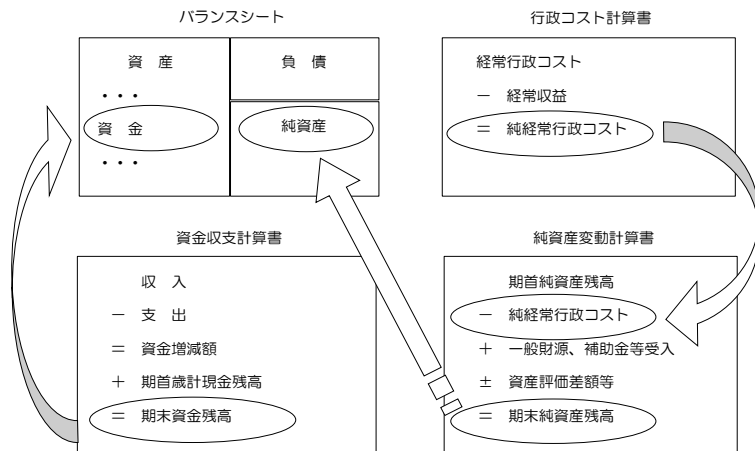 バランスシート
資　産
・・・
資　金
・・・
負　債
純資産
行政コスト計算書
経常行政コスト
－　経常収益
＝　純経常行政コスト
資金収支計算書
収　入
－　支　出
＝　資金増減額
＋　期首歳計現金残高
＝　期末資金残高
純資産変動計算書
期首純資産残高
－　純経常行政コスト
＋　一般財源、補助金等受入
±　資産評価差額等
＝　期末純資産残高